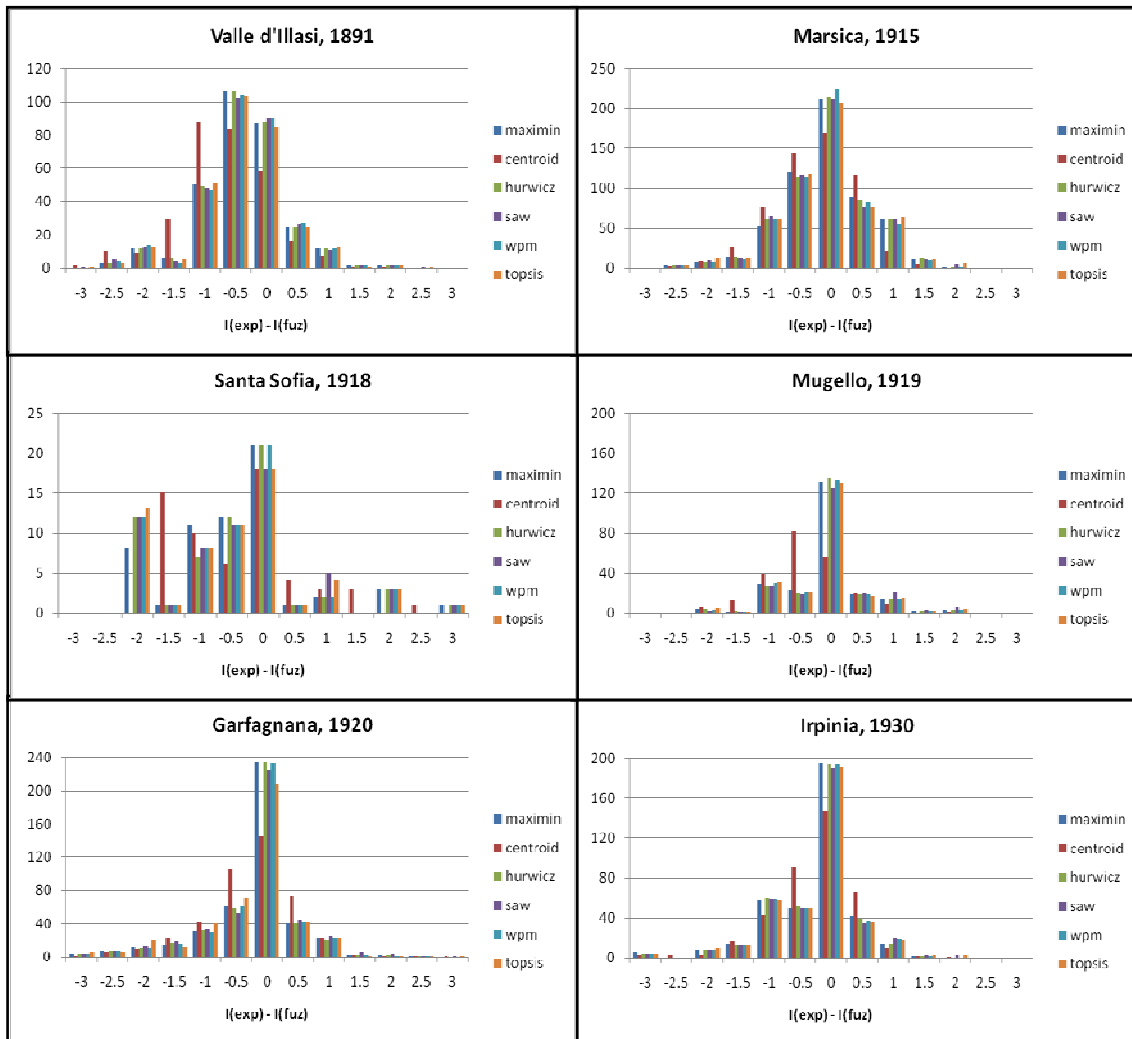 Valle d'Illasi, 1891
120
100
80
60
40
20
0
-3 -2.5 -2 -1.5 -1 -0.5 0 0.5 1 1.5 2 2.5 3
I(exp) - I(fuz)
maximin
centroid
hurwicz
saw
wpm
topsis
Marsica, 1915
250
200
150
100
50
0
-3 -2.5 -2 -1.5 -1 -0.5 0 0.5 1 1.5 2 2.5 3
I(exp) - I(fuz)
maximin
centroid
hurwicz
saw
wpm
topsis
Santa Sofia, 1918
25
20
15
10
5
0
-3 -2.5 -2 -1.5 -1 -0.5 0 0.5 1 1.5 2 2.5 3
I(exp) - I(fuz)
maximin
centroid
hurwicz
saw
wpm
topsis
Mugello, 1919
200
160
120
80
40
0
-3 -2.5 -2 -1.5 -1 -0.5 0 0.5 1 1.5 2 2.5 3
I(exp) - I(fuz)
maximin
centroid
hurwicz
saw
wpm
topsis
Garfagnana, 1920
240
200
160
120
80
40
0
-3 -2.5 -2 -1.5 -1 -0.5 0 0.5 1 1.5 2 2.5 3
I(exp) - I(fuz)
maximin
centroid
hurwicz
saw
wpm
topsis
Irpinia, 1930
200
160
120
80
40
0
-3 -2.5 -2 -1.5 -1 -0.5 0 0.5 1 1.5 2 2.5 3
I(exp) - I(fuz)
maximin
centroid
hurwicz
saw
wpm
topsis